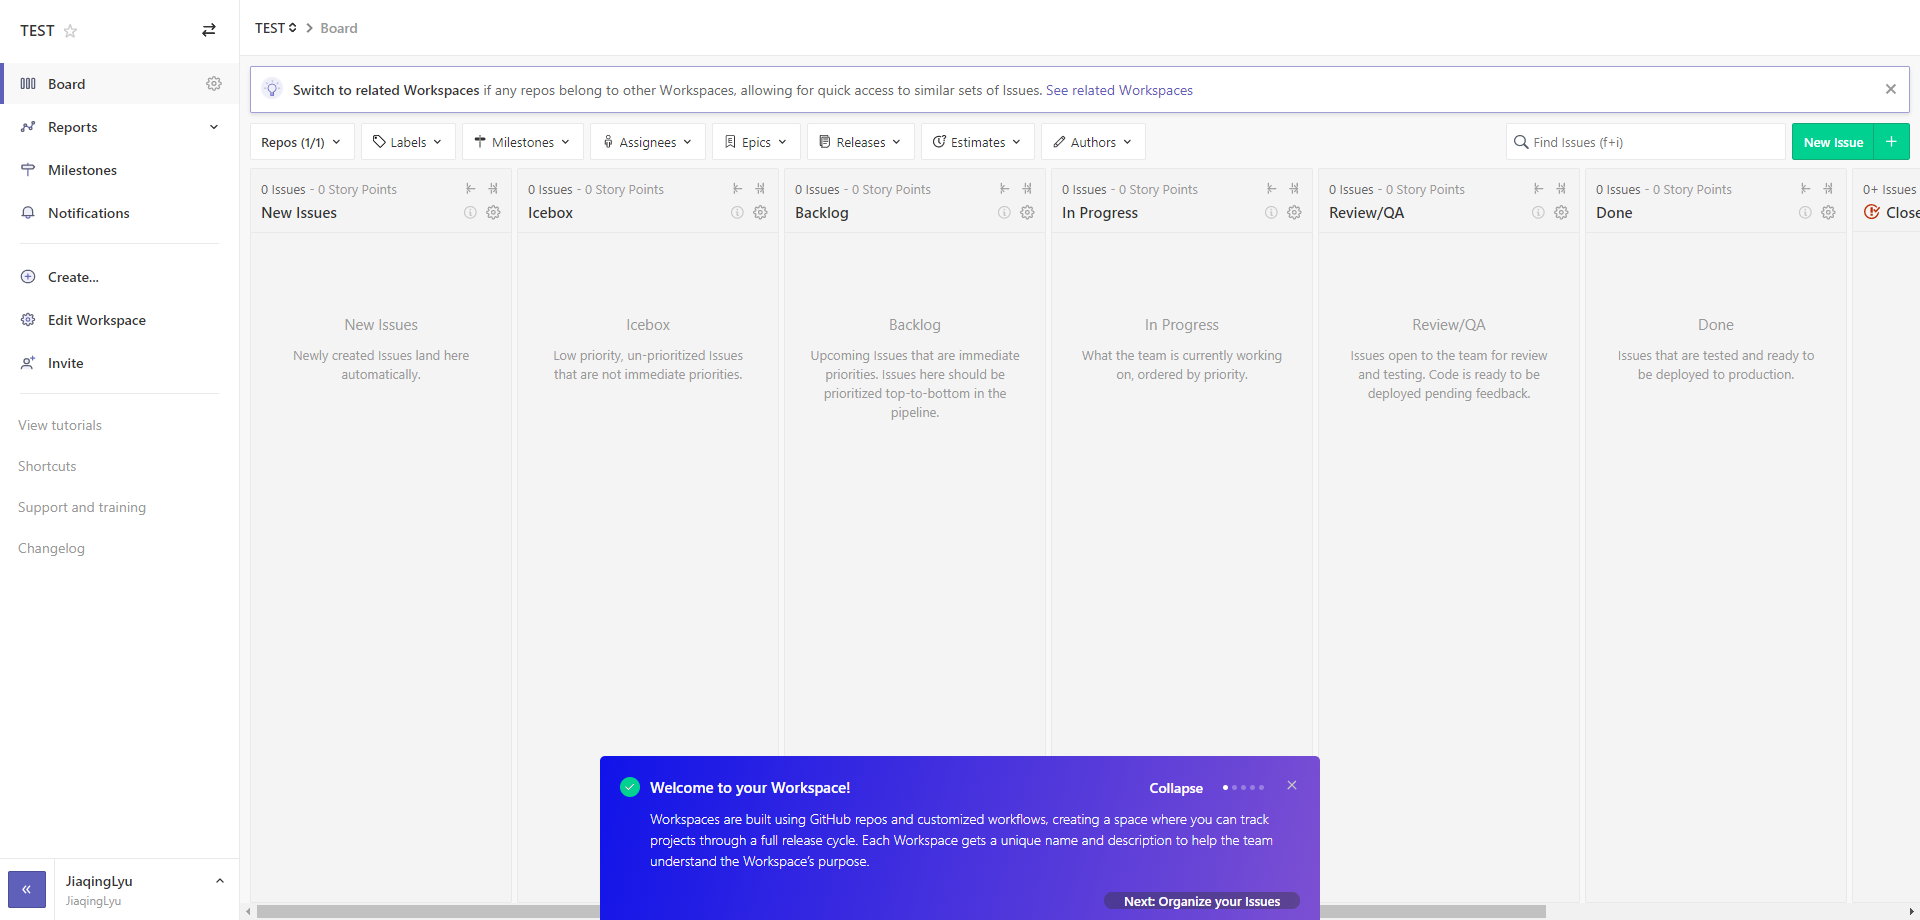 TEST
TEST
Board
Board
Reports
Milestones
Notifications
Create...
Edit Workspace
Invite
View tutorials
Shortcuts
Support and training
Changelog
«
JiaqingLyu
JiaqingLyu
Switch to related Workspaces if any repos belong to other Workspaces, allowing for quick access to similar sets of Issues. See related Workspaces
Repos (1/1)
Labels
Milestones
Assignees
Epics
Releases
Estimates
Authors
Find Issues (f+i)
New Issue
0 Issues - 0 Story Points
New Issues
New Issues
Newly created Issues land here
automatically.
0 Issues - 0 Story Points
Icebox
Icebox
Low priority, un-prioritized Issues
that are not immediate priorities.
0 Issues - 0 Story Points
Backlog
Backlog
Upcoming Issues that are immediate
priorities. Issues here should be
prioritized top-to-bottom in the
pipeline.
0 Issues - 0 Story Points
In Progress
In Progress
What the team is currently working
on, ordered by priority.
0 Issues - 0 Story Points
Review/QA
Review/QA
Issues open to the team for review
and testing. Code is ready to be
deployed pending feedback.
0 Issues - 0 Story Points
Done
Done
Issues that are tested and ready to
be deployed to production.
0+ Issues
Close
Welcome to your Workspace!
Collapse
Workspaces are built using GitHub repos and customized workflows, creating a space where you can track
projects through a full release cycle. Each Workspace gets a unique name and description to help the team
understand the Workspace's purpose.
Next: Organize your Issues